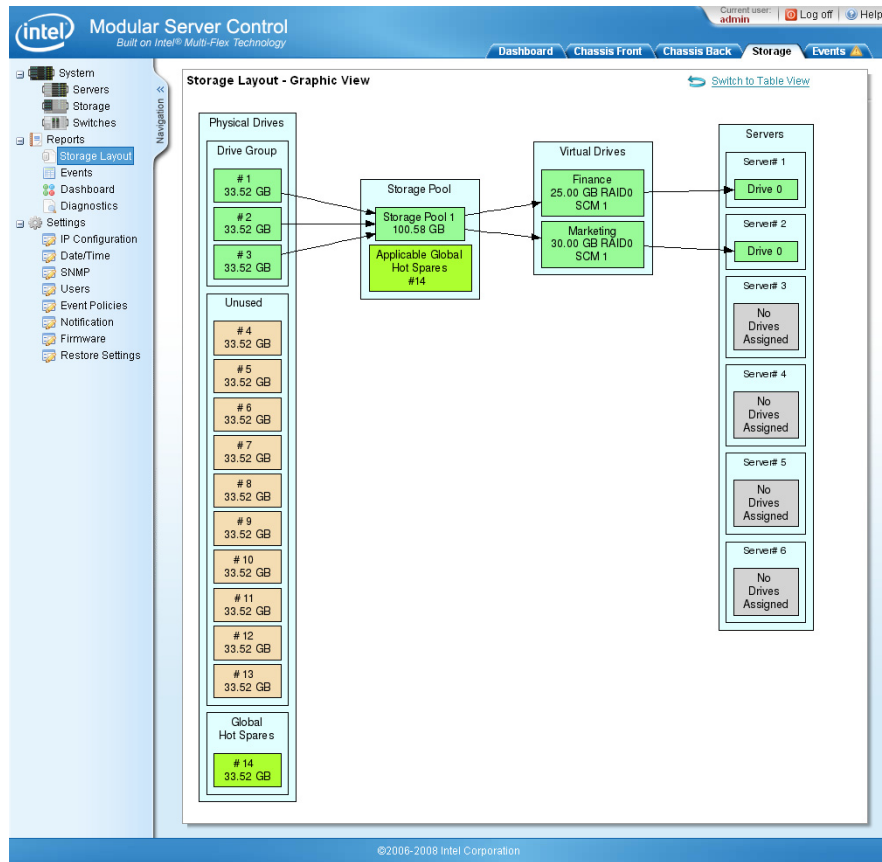 intel
Modular Server Control
Built on Intel® Multi-Flex Technology
Current user:
admin
Log off
Help
Dashboard
Chassis Front
Chassis Back
Storage
Events
System
Servers
Storage
Switches
Reports
Storage Layout
Events
Dashboard
Diagnostics
Settings
IP Configuration
Date/Time
SNMP
Users
Event Policies
Notification
Firmware
Restore Settings
«
Navigation
Storage Layout - Graphic View
Switch to Table View
Physical Drives
Drive Group
# 1
33.52 GB
# 2
33.52 GB
# 3
33.52 GB
Unused
# 4
33.52 GB
# 5
33.52 GB
# 6
33.52 GB
# 7
33.52 GB
# 8
33.52 GB
# 9
33.52 GB
# 10
33.52 GB
# 11
33.52 GB
# 12
33.52 GB
# 13
33.52 GB
Global
Hot Spares
# 14
33.52 GB
Storage Pool
Storage Pool 1
100.58 GB
Applicable Global
Hot Spares
#14
Virtual Drives
Finance
25.00 GB RAID0
SCM 1
Marketing
30.00 GB RAID0
SCM 1
Servers
Server# 1
Drive 0
Server# 2
Drive 0
Server# 3
No
Drives
Assigned
Server# 4
No
Drives
Assigned
Server# 5
No
Drives
Assigned
Server# 6
No
Drives
Assigned
©2006-2008 Intel Corporation